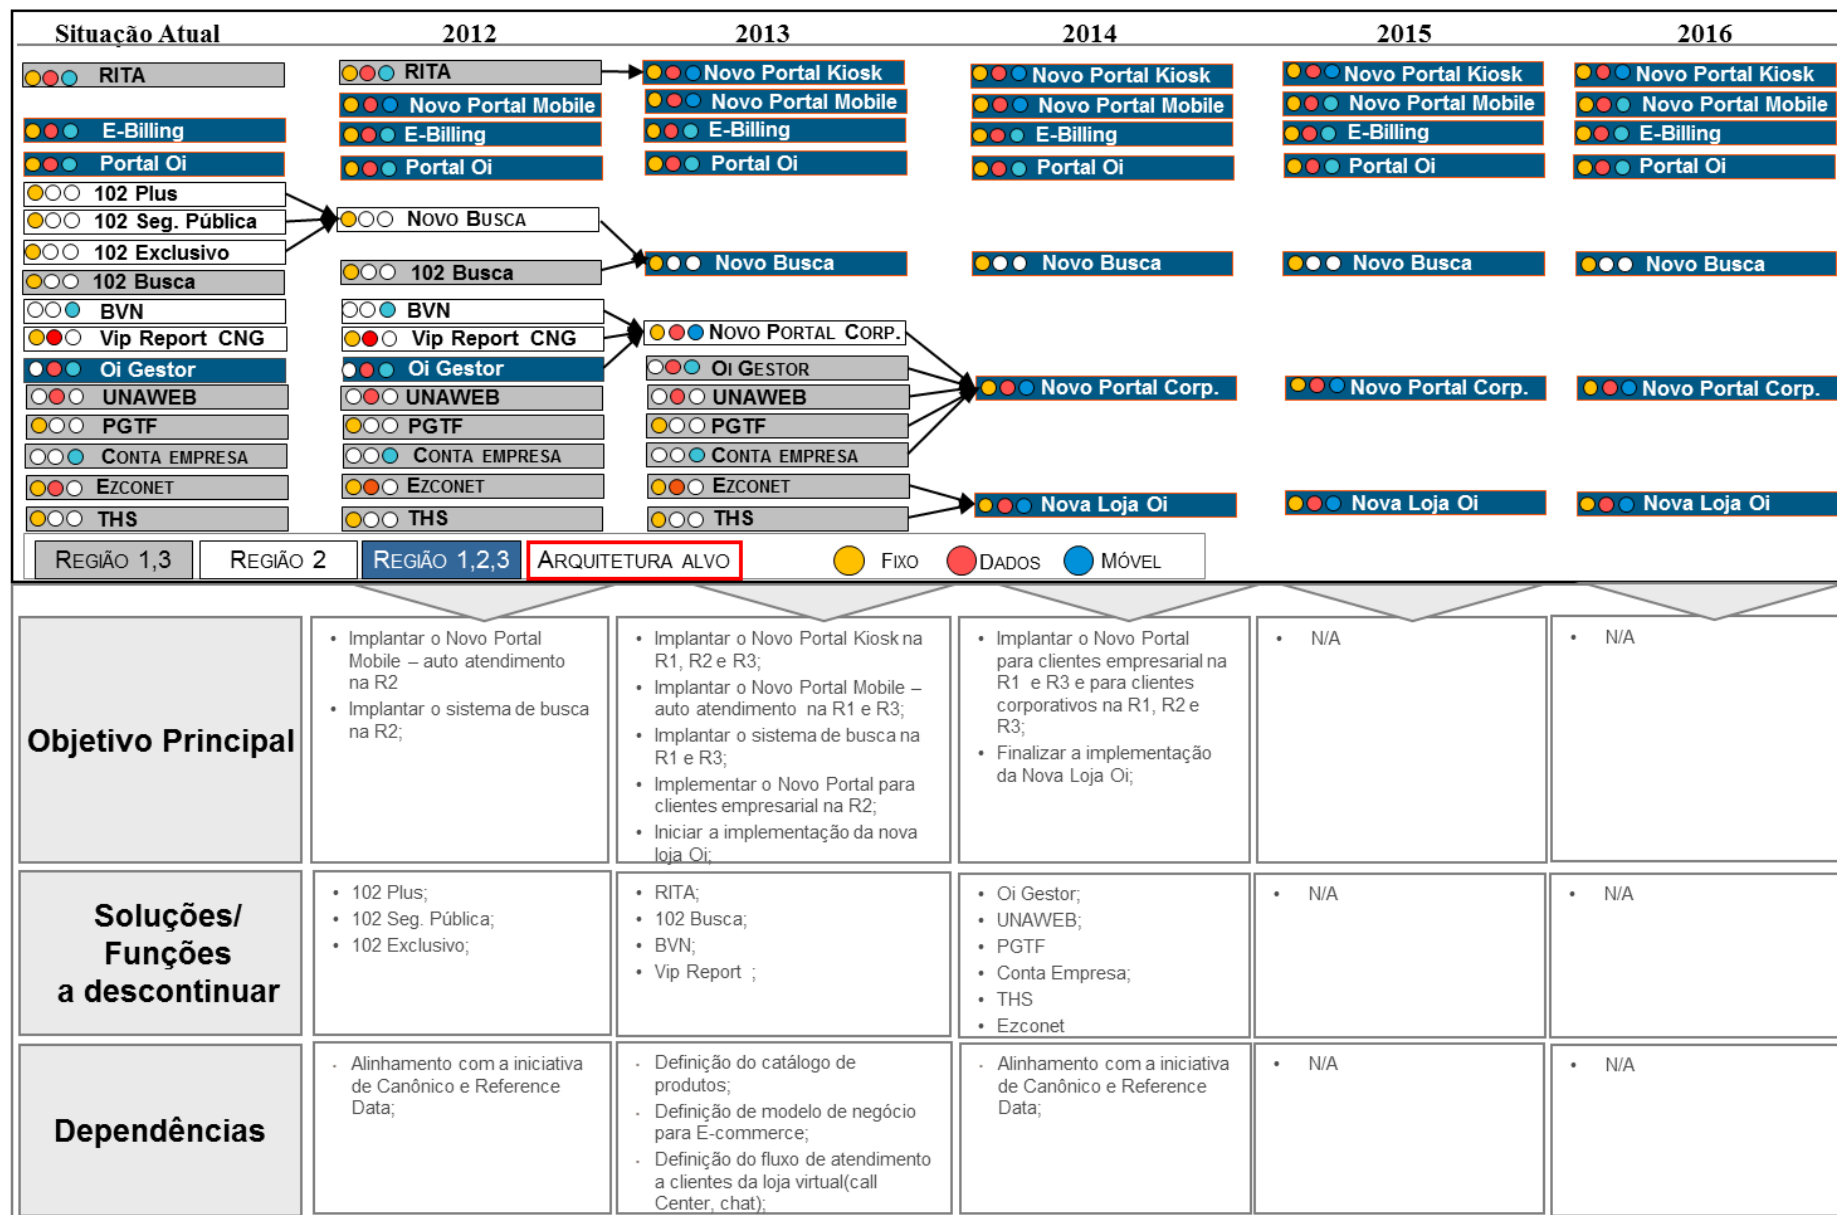 Situação Atual
2012
2013
2014
2015
2016
RITA
E-Billing
Portal Oi
102 Plus
102 Seg. Pública
102 Exclusivo
102 Busca
BVN
Vip Report CNG
Oi Gestor
UNAWEB
PGTF
CONTA EMPRESA
EZCONET
THS
RITA
Novo Portal Mobile
E-Billing
Portal Oi
NOVO BUSCA
102 Busca
BVN
Vip Report CNG
Oi Gestor
UNAWEB
PGTF
CONTA EMPRESA
EZCONET
THS
Novo Portal Kiosk
Novo Portal Mobile
E-Billing
Portal Oi
Novo Busca
NOVO PORTAL CORP.
OI GESTOR
UNAWEB
PGTF
CONTA EMPRESA
EZCONET
THS
Novo Portal Kiosk
Novo Portal Mobile
E-Billing
Portal Oi
Novo Busca
Novo Portal Corp.
Nova Loja Oi
Novo Portal Kiosk
Novo Portal Mobile
E-Billing
Portal Oi
Novo Busca
Novo Portal Corp.
Nova Loja Oi
Novo Portal Kiosk
Novo Portal Mobile
E-Billing
Portal Oi
Novo Busca
Novo Portal Corp.
Nova Loja Oi
REGIÃO 1,3
REGIÃO 2
REGIÃO 1,2,3
ARQUITETURA ALVO
FIXO
DADOS
MÓVEL
Objetivo Principal
• Implantar o Novo Portal
Mobile – auto atendimento
na R2
• Implantar o sistema de busca
na R2;
• Implantar o Novo Portal Kiosk na
R1, R2 e R3;
• Implantar o Novo Portal Mobile –
auto atendimento na R1 e R3;
• Implantar o sistema de busca na
R1 e R3;
• Implementar o Novo Portal para
clientes empresarial na R2;
• Iniciar a implementação da nova
loja Oi;
• Implantar o Novo Portal
para clientes empresarial na
R1 e R3 e para clientes
corporativos na R1, R2 e
R3;
• Finalizar a implementação
da Nova Loja Oi;
• N/A
• N/A
Soluções/
Funções
a descontinuar
• 102 Plus;
• 102 Seg. Pública;
• 102 Exclusivo;
• RITA;
• 102 Busca;
• BVN;
• Vip Report ;
• Oi Gestor;
• UNAWEB;
• PGTF
• Conta Empresa;
• THS
• Ezconet
• N/A
• N/A
Dependências
- Alinhamento com a iniciativa
de Canônico e Reference
Data;
- Definição do catálogo de
produtos;
- Definição de modelo de negócio
para E-commerce;
- Definição do fluxo de atendimento
a clientes da loja virtual(call
Center, chat);
- Alinhamento com a iniciativa
de Canônico e Reference
Data;
• N/A
• N/A